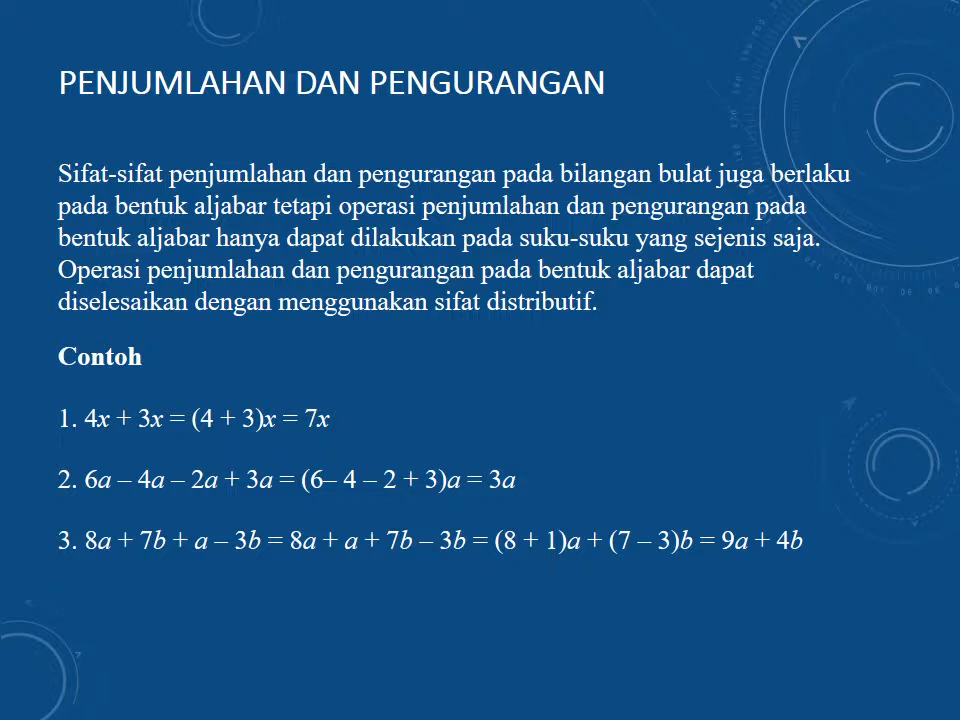 PENJUMLAHAN DAN PENGURANGAN
Sifat-sifat penjumlahan dan pengurangan pada bilangan bulat juga berlaku
pada bentuk aljabar tetapi operasi penjumlahan dan pengurangan pada
bentuk aljabar hanya dapat dilakukan pada suku-suku yang sejenis saja.
Operasi penjumlahan dan pengurangan pada bentuk aljabar dapat
diselesaikan dengan menggunakan sifat distributif.
Contoh
1. 4x + 3x = (4 + 3)x = 7x
2. 6a – 4a – 2a + 3a = (6– 4 – 2 + 3)a = 3a
3. 8a + 7b + a – 3b = 8a + a + 7b – 3b = (8 + 1)a + (7 – 3)b = 9a + 4b